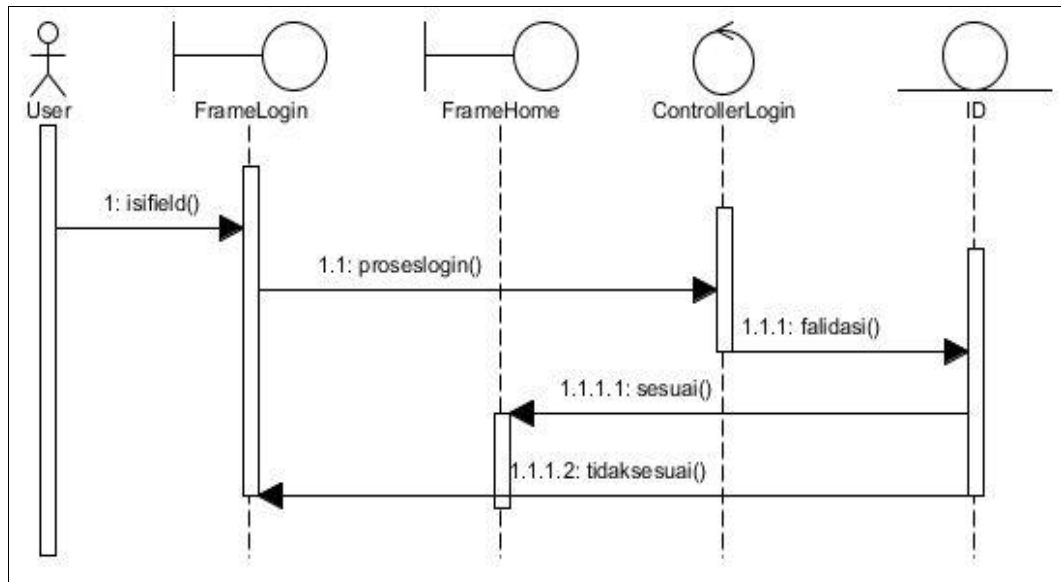 User
FrameLogin
FrameHome
ControllerLogin
ID
1: isifield()
1.1: proseslogin()
1.1.1: falidasi()
1.1.1.1: sesuai()
1.1.1.2: tidaksesuai()